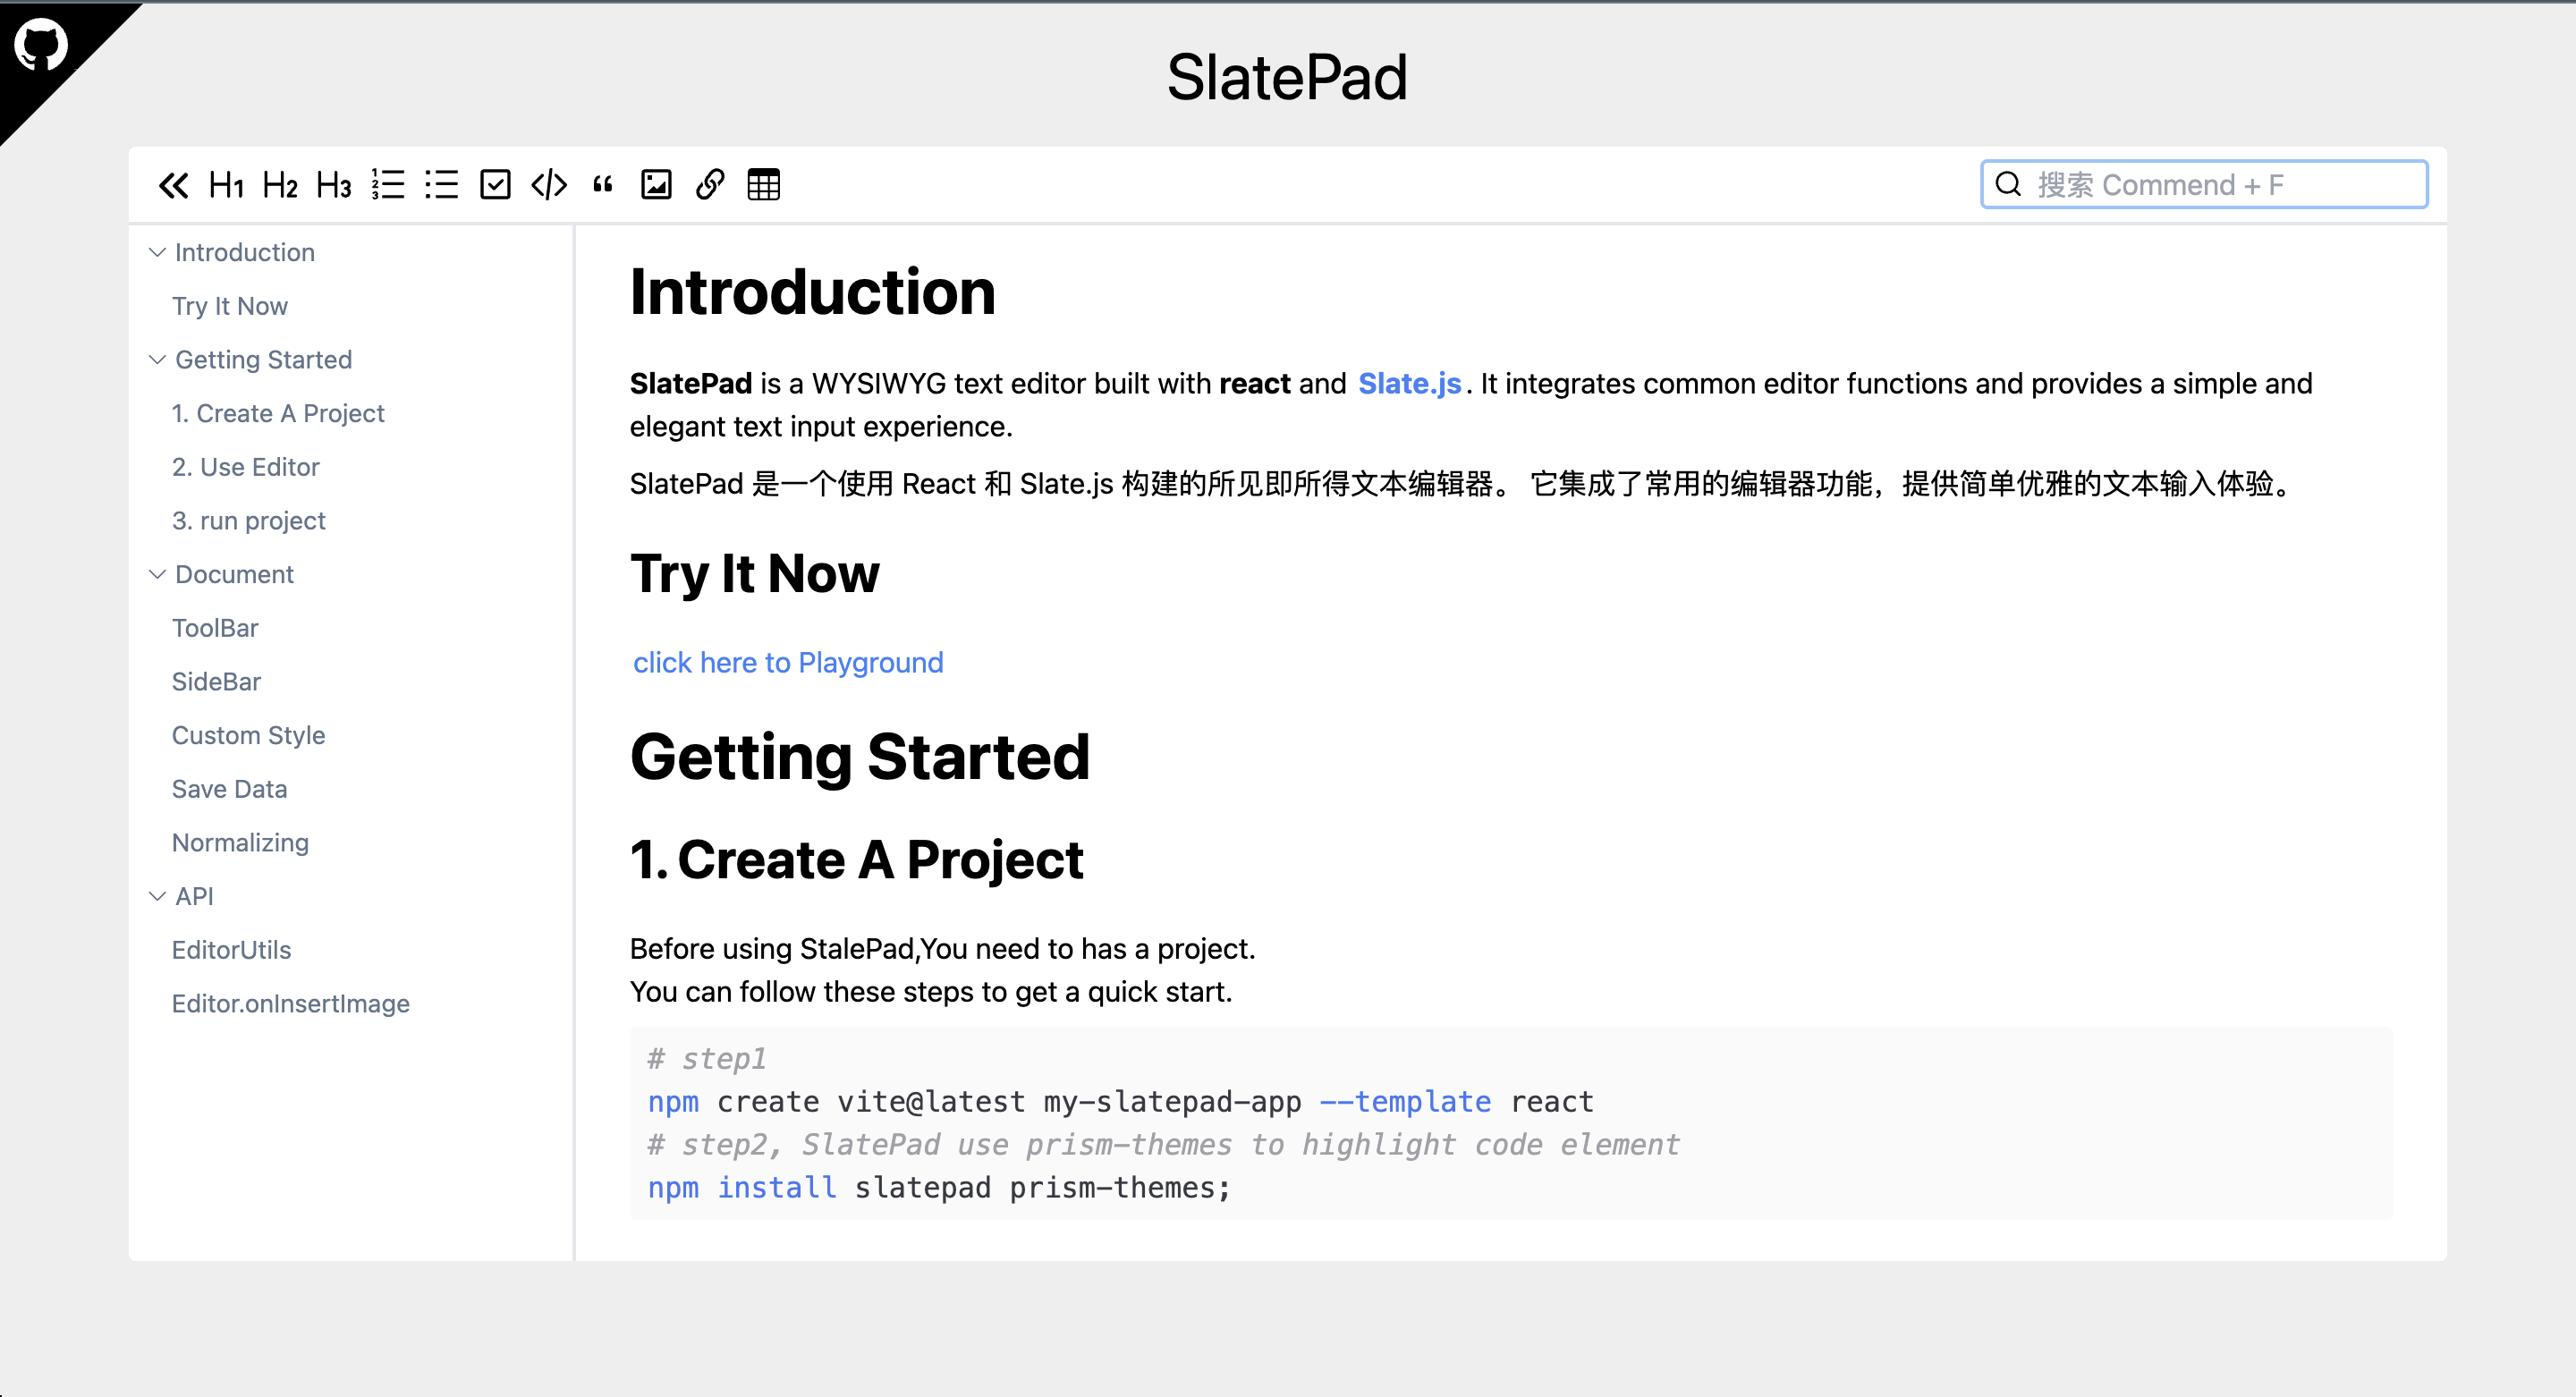 SlatePad
H1 H2 H3
搜索 Commend + F
Introduction
Try It Now
Getting Started
1. Create A Project
2. Use Editor
3. run project
Document
ToolBar
SideBar
Custom Style
Save Data
Normalizing
API
EditorUtils
Editor.onInsertImage
Introduction
SlatePad is a WYSIWYG text editor built with react and Slate.js. It integrates common editor functions and provides a simple and
elegant text input experience.
SlatePad 是一个使用 React 和 Slate.js 构建的所见即所得文本编辑器。 它集成了常用的编辑器功能，提供简单优雅的文本输入体验。
Try It Now
click here to Playground
Getting Started
1. Create A Project
Before using StalePad,You need to has a project.
You can follow these steps to get a quick start.
# step1
npm create vite@latest my-slatepad-app --template react
# step2, SlatePad use prism-themes to highlight code element
npm install slatepad prism-themes;